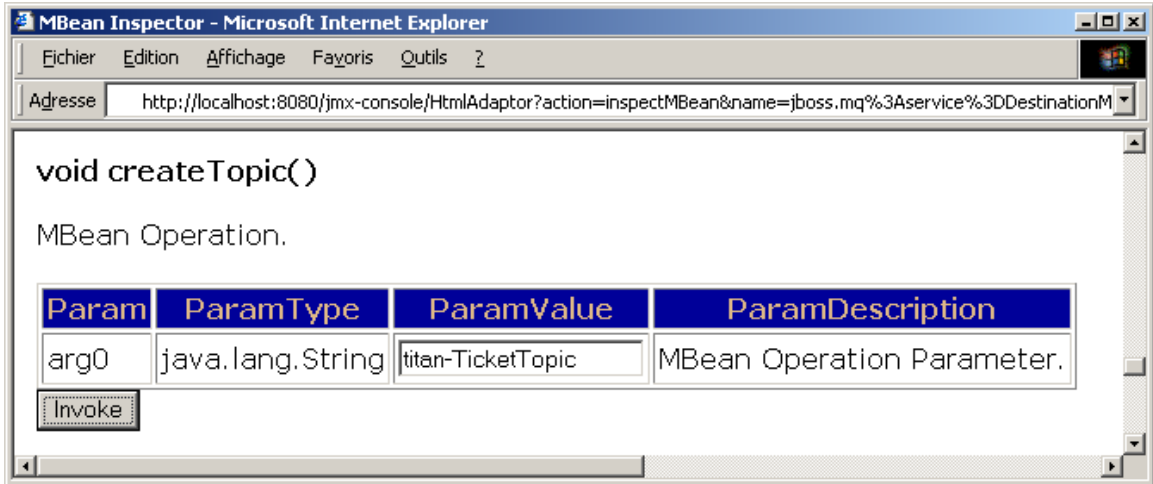 MBean Inspector - Microsoft Internet Explorer
Fichier Edition Affichage Favoris Outils ?
Adresse http://localhost:8080/jmx-console/HtmlAdaptor?action=inspectMBean&name=jboss.mq%3Aservice%3DDestinationM
void createTopic()
MBean Operation.
Param ParamType ParamValue ParamDescription
arg0 java.lang.String titan-TicketTopic MBean Operation Parameter.
Invoke